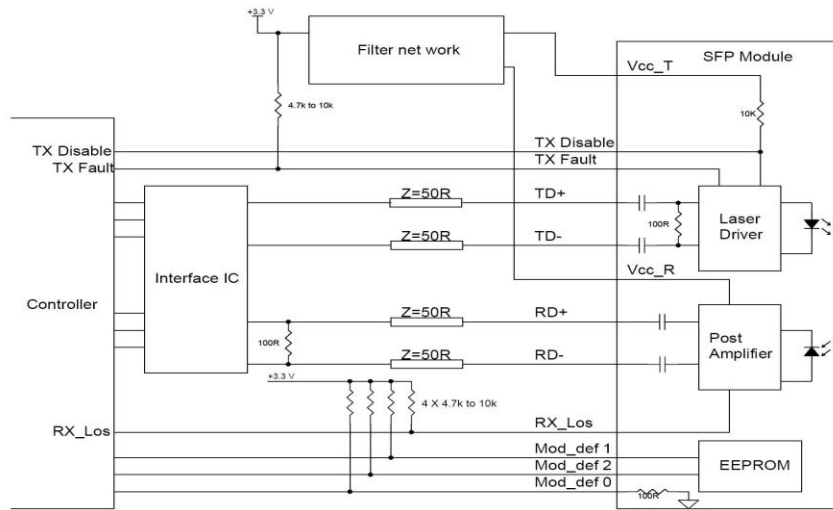 +3.3 V
Filter net work
SFP Module
Vcc_T
4.7k to 10k
10K
TX Disable
TX Disable
TX Fault
TX Fault
Z=50R
TD+
100R
Laser
Driver
Z=50R
TD-
Interface IC
Vcc_R
Controller
Z=50R
RD+
Post
Amplifier
100R
Z=50R
RD-
+3.3 V
4 X 4.7k to 10k
RX_Los
RX_Los
Mod_def 1
Mod_def 2
EEPROM
Mod_def 0
100R